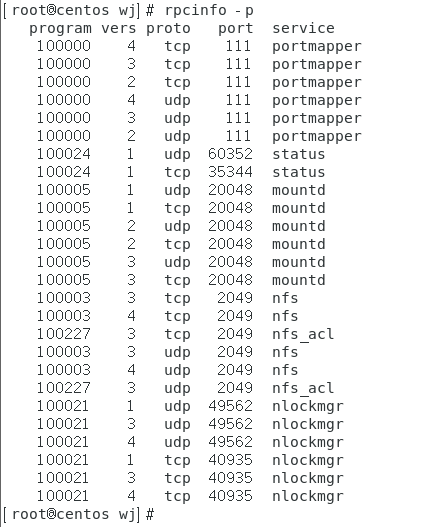 [root@centos wj]# rpcinfo -p
   program vers proto   port  service
    100000    4   tcp    111  portmapper
    100000    3   tcp    111  portmapper
    100000    2   tcp    111  portmapper
    100000    4   udp    111  portmapper
    100000    3   udp    111  portmapper
    100000    2   udp    111  portmapper
    100024    1   udp  60352  status
    100024    1   tcp  35344  status
    100005    1   udp  20048  mountd
    100005    1   tcp  20048  mountd
    100005    2   udp  20048  mountd
    100005    2   tcp  20048  mountd
    100005    3   udp  20048  mountd
    100005    3   tcp  20048  mountd
    100003    3   tcp   2049  nfs
    100003    4   tcp   2049  nfs
    100227    3   tcp   2049  nfs_acl
    100003    3   udp   2049  nfs
    100003    4   udp   2049  nfs
    100227    3   udp   2049  nfs_acl
    100021    1   udp  49562  nlockmgr
    100021    3   udp  49562  nlockmgr
    100021    4   udp  49562  nlockmgr
    100021    1   tcp  40935  nlockmgr
    100021    3   tcp  40935  nlockmgr
    100021    4   tcp  40935  nlockmgr
[root@centos wj]#